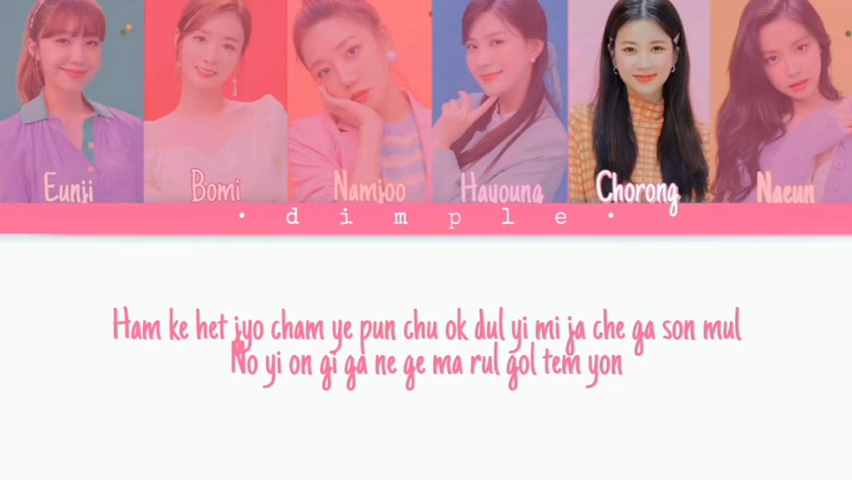 Eunji Bomi Namjoo Hayoung Chorong Naeun
· d i m p l e ·
Ham ke het jyo cham ye pun chu ok dul yi mi ja che ga son mul
No yi on gi ga ne ge ma rul gol tem yon